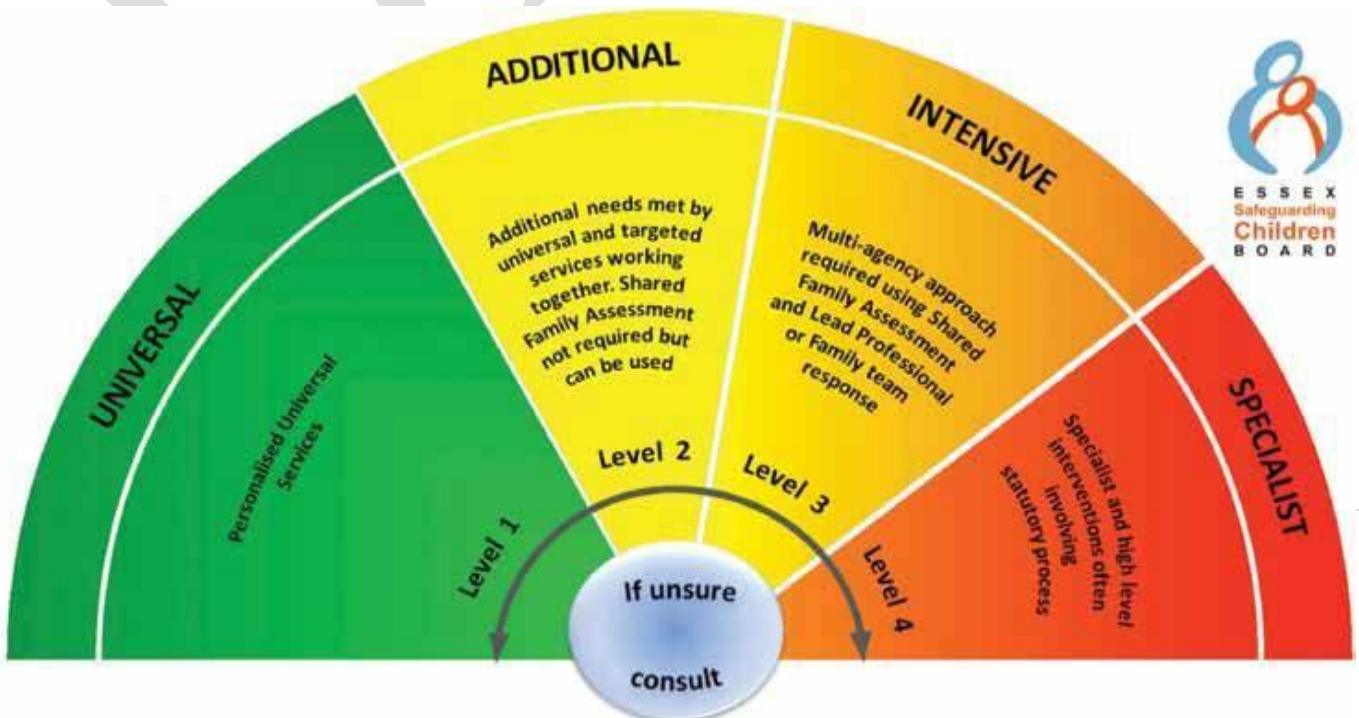 UNIVERSAL
Personalised Universal
Services
Level 1
ADDITIONAL
Additional needs met by
universal and targeted
services working
together. Shared
Family Assessment
not required but
can be used
Level 2
INTENSIVE
Multi-agency approach
required using Shared
Family Assessment
and Lead Professional
or Family team
response
Level 3
SPECIALIST
Specialist and high level
interventions often
involving
statutory process
Level 4
If unsure
consult
ESSEX
Safeguarding
Children
BOARD